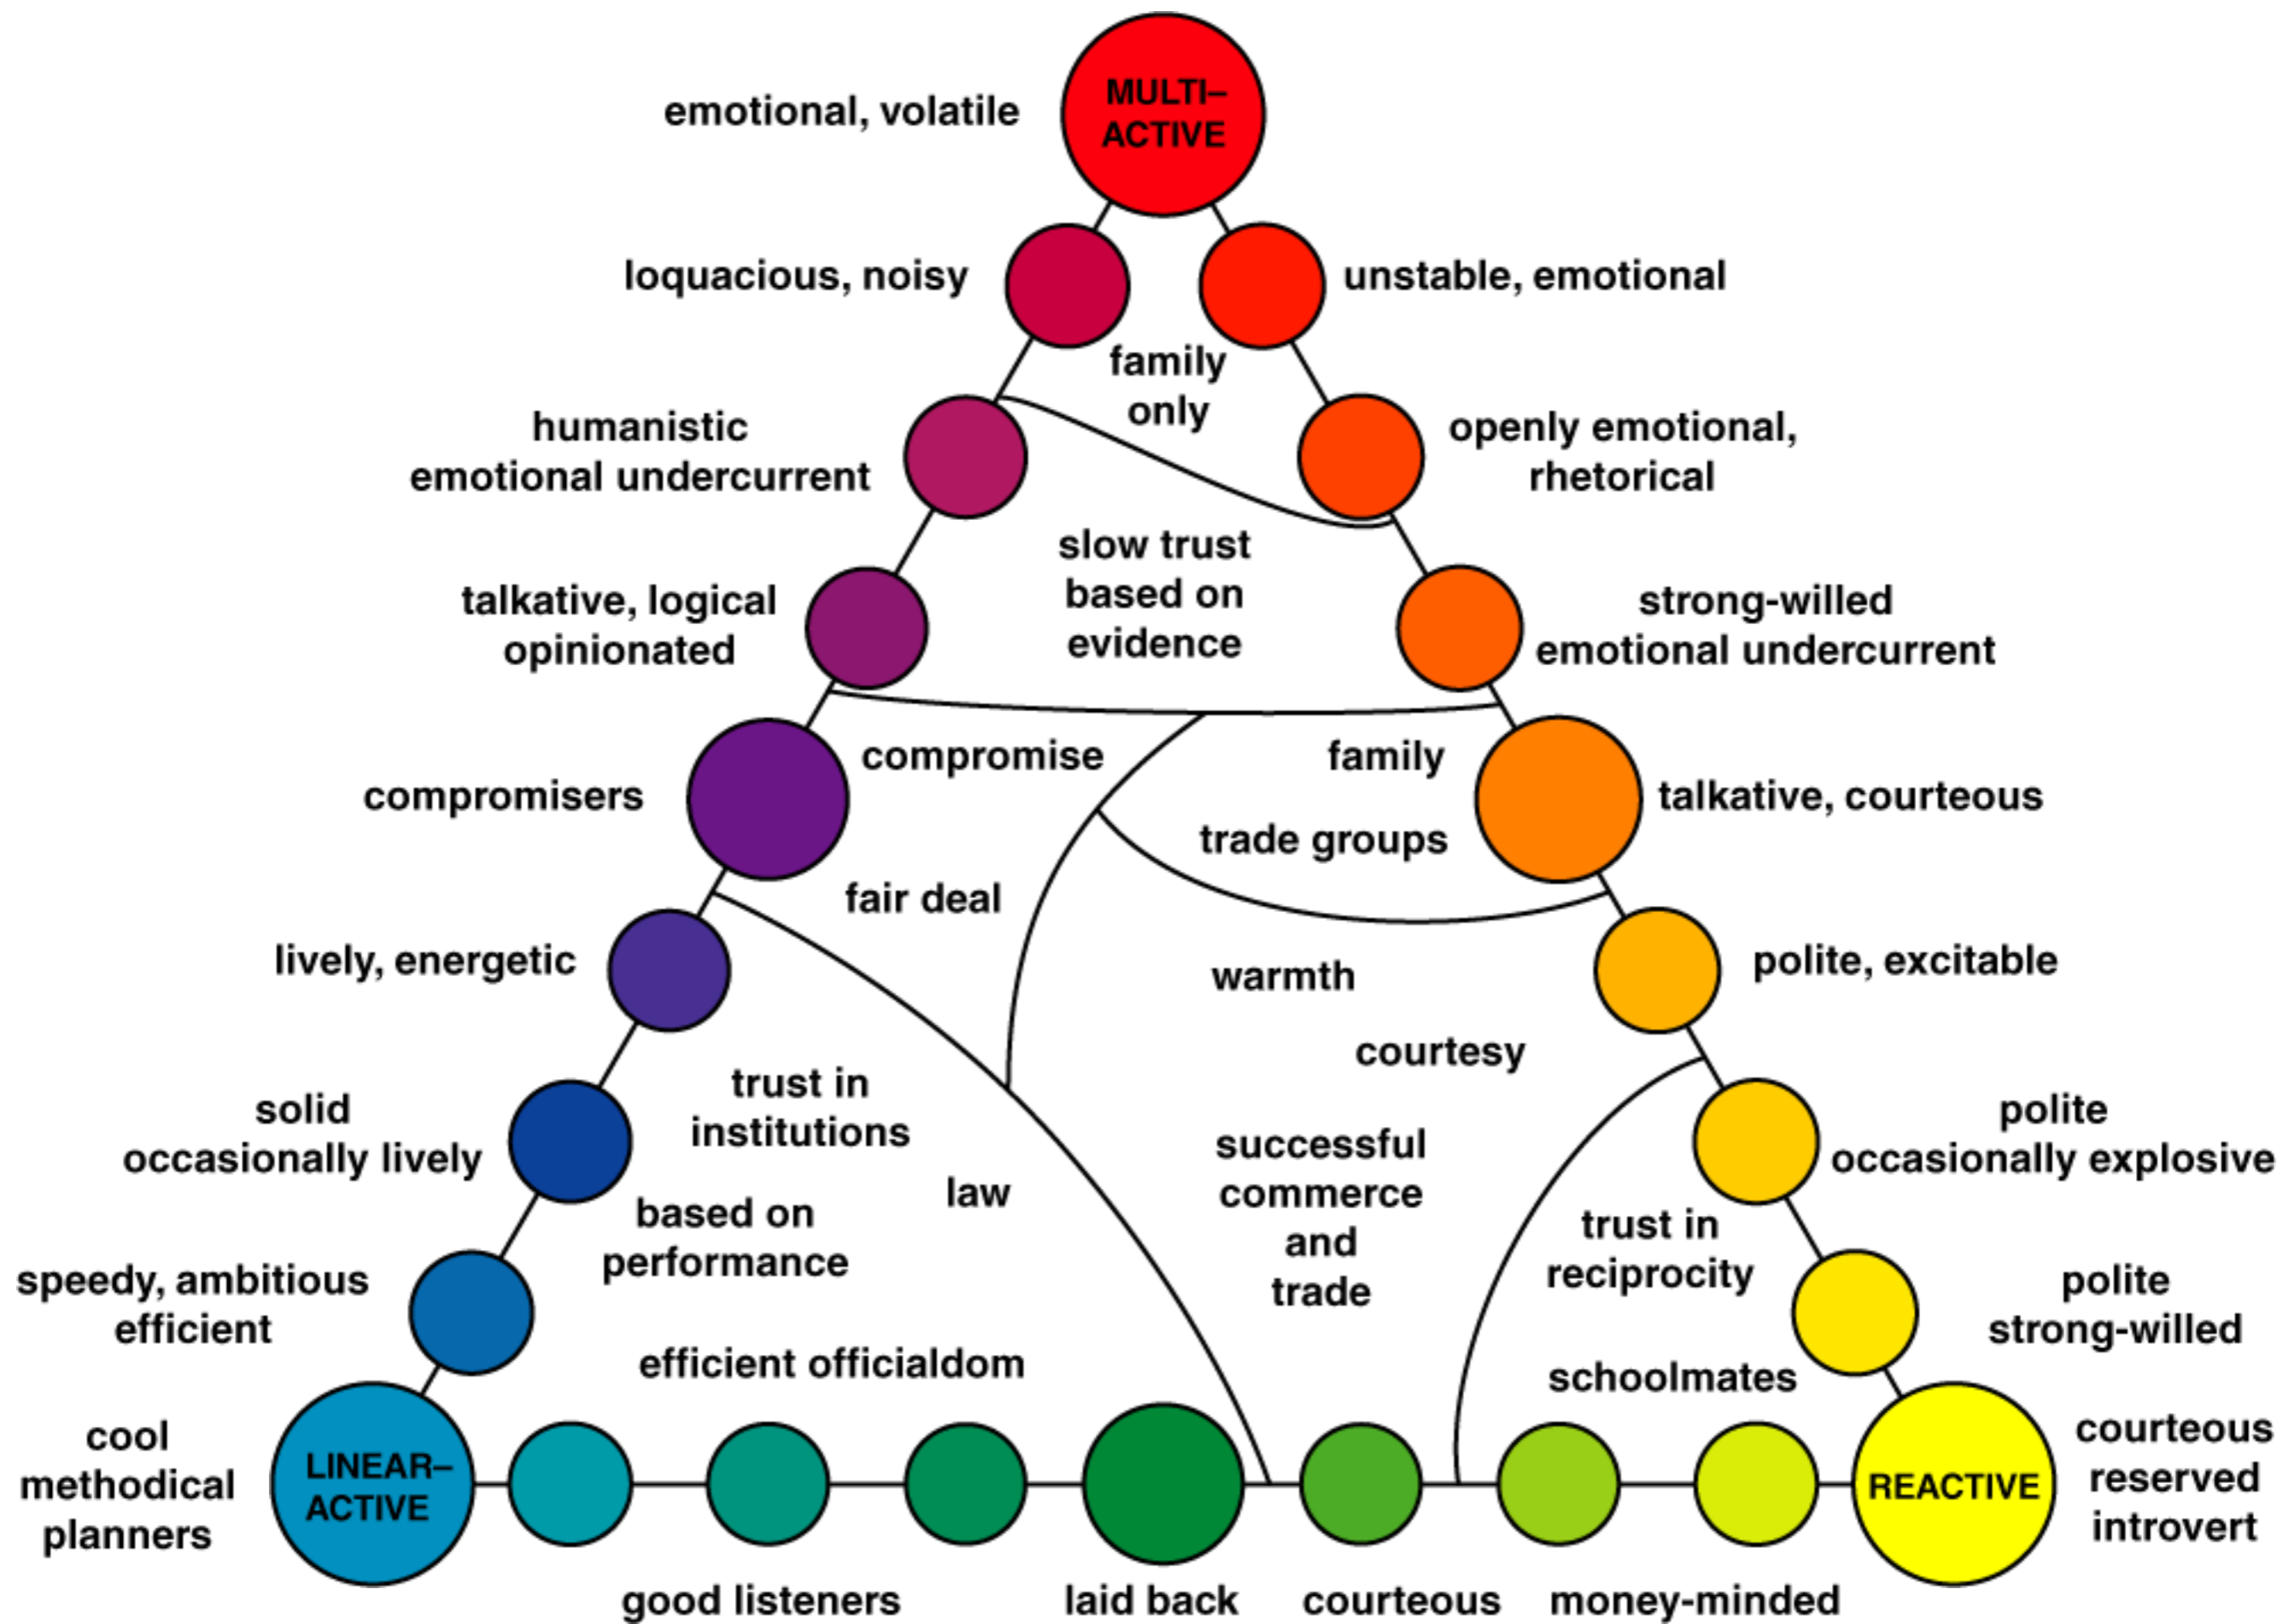 MULTI–
ACTIVE
emotional, volatile
loquacious, noisy
unstable, emotional
family
only
humanistic
emotional undercurrent
openly emotional,
rhetorical
slow trust
based on
evidence
talkative, logical
opinionated
strong-willed
emotional undercurrent
compromise
family
compromisers
talkative, courteous
trade groups
fair deal
lively, energetic
polite, excitable
warmth
courtesy
trust in
institutions
solid
occasionally lively
polite
occasionally explosive
successful
commerce
and
trade
law
based on
performance
trust in
reciprocity
speedy, ambitious
efficient
polite
strong-willed
efficient officialdom
schoolmates
cool
methodical
planners
LINEAR–
ACTIVE
REACTIVE
courteous
reserved
introvert
good listeners
laid back
courteous
money-minded